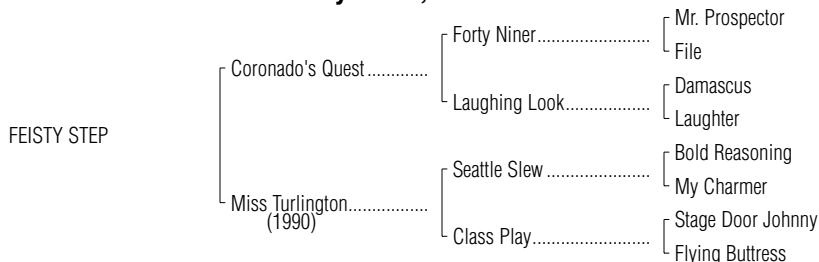 Mr. Prospector
Forty Niner
File
Coronado's Quest
Damascus
Laughing Look
Laughter
FEISTY STEP
Bold Reasoning
Seattle Slew
My Charmer
Miss Turlington
(1990)
Stage Door Johnny
Class Play
Flying Buttress